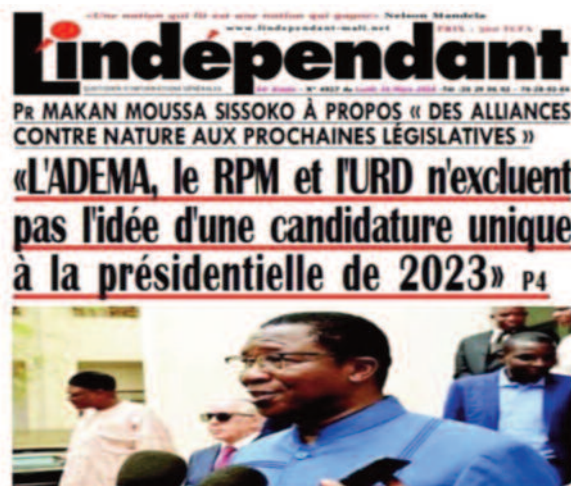 «Une nation qui lit est une nation qui gagne» Nelson Mandela
www.lindependant-mali.net
L'indépendant
PR MAKAN MOUSSA SISSOKO À PROPOS « DES ALLIANCES
CONTRE NATURE AUX PROCHAINES LÉGISLATIVES »
«L'ADEMA, le RPM et l'URD n'excluent
pas l'idée d'une candidature unique
à la présidentielle de 2023» P4